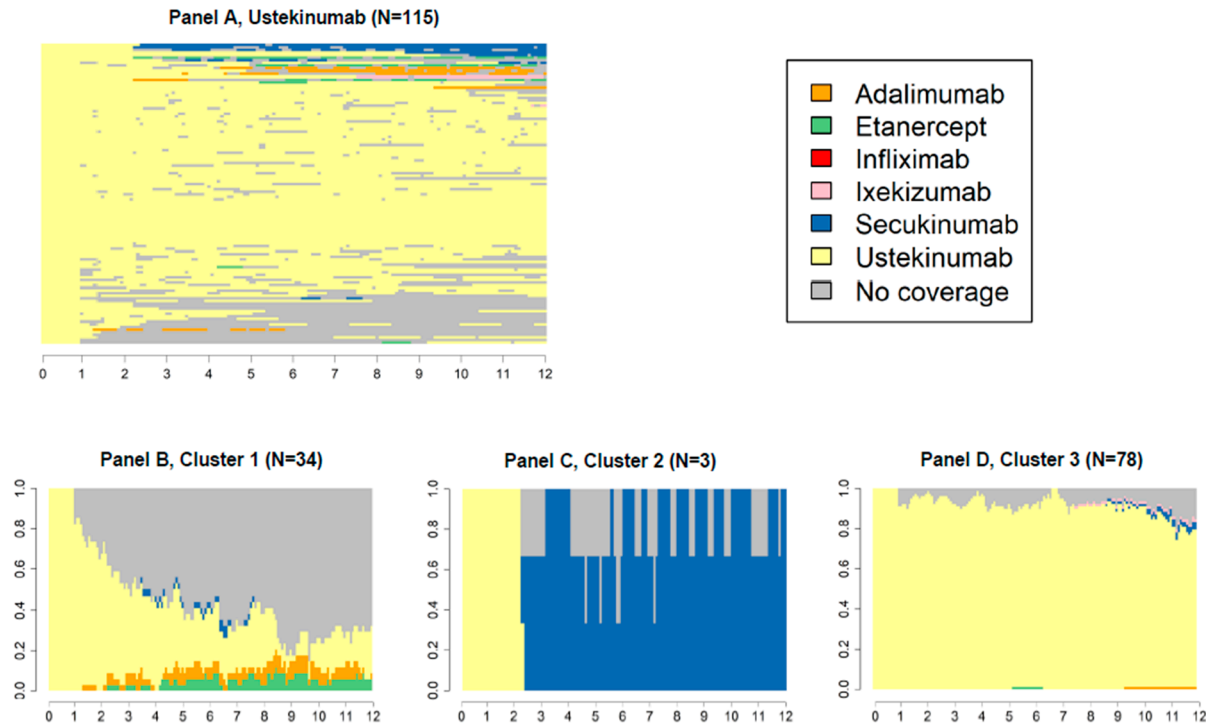 Panel A, Ustekinumab (N=115)
0 1 2 3 4 5 6 7 8 9 10 11 12
Adalimumab
Etanercept
Infliximab
Ixekizumab
Secukinumab
Ustekinumab
No coverage
Panel B, Cluster 1 (N=34)
1.0
0.8
0.6
0.4
0.2
0.0
0 1 2 3 4 5 6 7 8 9 10 11 12
Panel C, Cluster 2 (N=3)
1.0
0.8
0.6
0.4
0.2
0.0
0 1 2 3 4 5 6 7 8 9 10 11 12
Panel D, Cluster 3 (N=78)
1.0
0.8
0.6
0.4
0.2
0.0
0 1 2 3 4 5 6 7 8 9 10 11 12